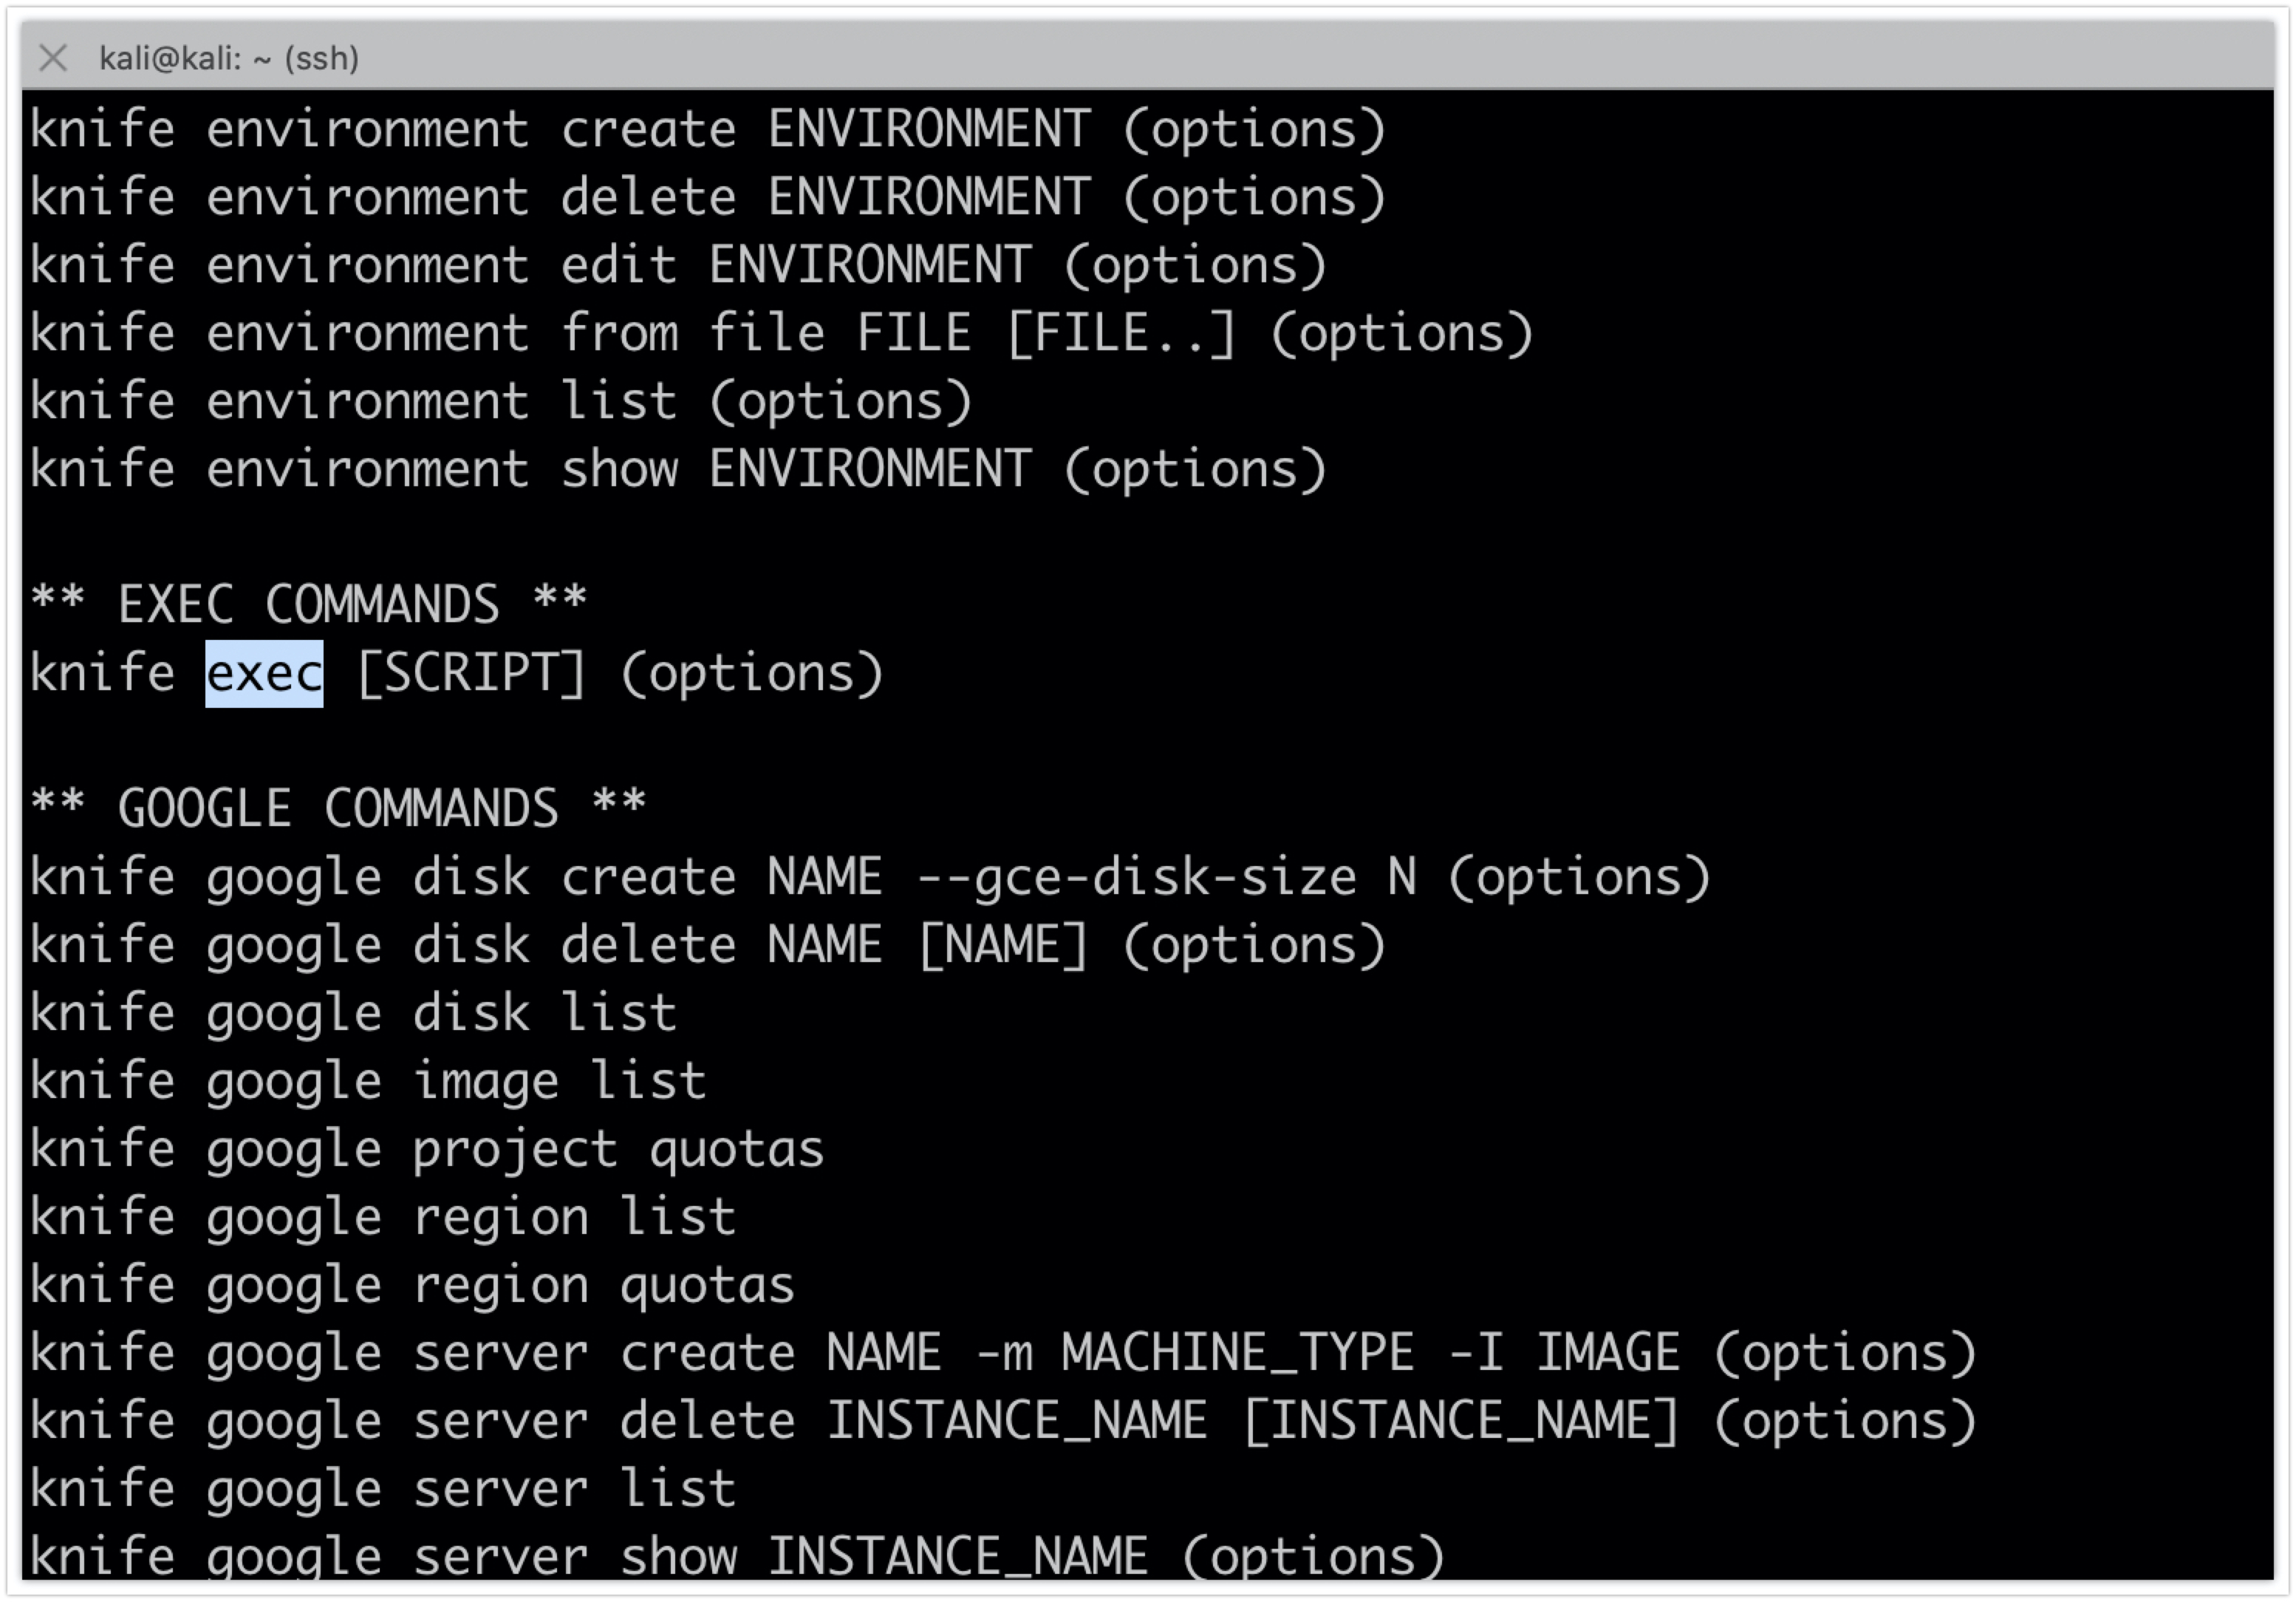 kali@kali: ~ (ssh)
knife environment create ENVIRONMENT (options)
knife environment delete ENVIRONMENT (options)
knife environment edit ENVIRONMENT (options)
knife environment from file FILE [FILE..] (options)
knife environment list (options)
knife environment show ENVIRONMENT (options)
** EXEC COMMANDS **
knife exec [SCRIPT] (options)
** GOOGLE COMMANDS **
knife google disk create NAME --gce-disk-size N (options)
knife google disk delete NAME [NAME] (options)
knife google disk list
knife google image list
knife google project quotas
knife google region list
knife google region quotas
knife google server create NAME -m MACHINE_TYPE -I IMAGE (options)
knife google server delete INSTANCE_NAME [INSTANCE_NAME] (options)
knife google server list
knife google server show INSTANCE_NAME (options)